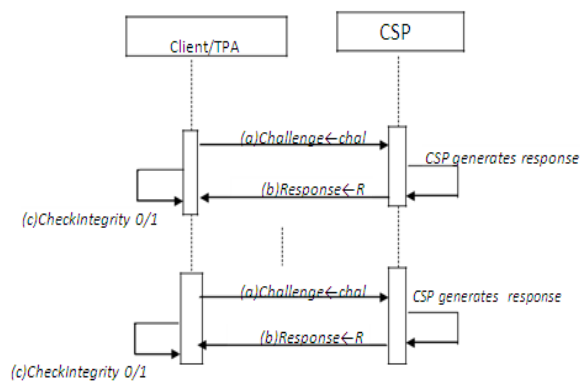 Client/TPA
CSP
(a)Challenge←chal
CSP generates response
(b)Response←R
(c)CheckIntegrity 0/1
(a)Challenge←chal
CSP generates response
(b)Response←R
(c)CheckIntegrity 0/1